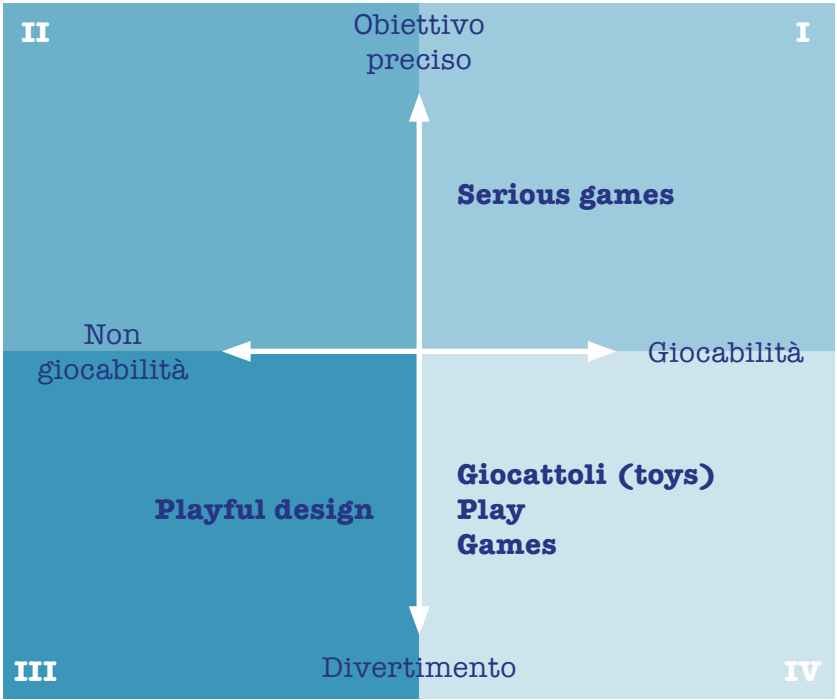 II
Obiettivo
preciso
I
Serious games
Non
giocabilità
Giocabilità
Playful design
Giocattoli (toys)
Play
Games
III
Divertimento
IV